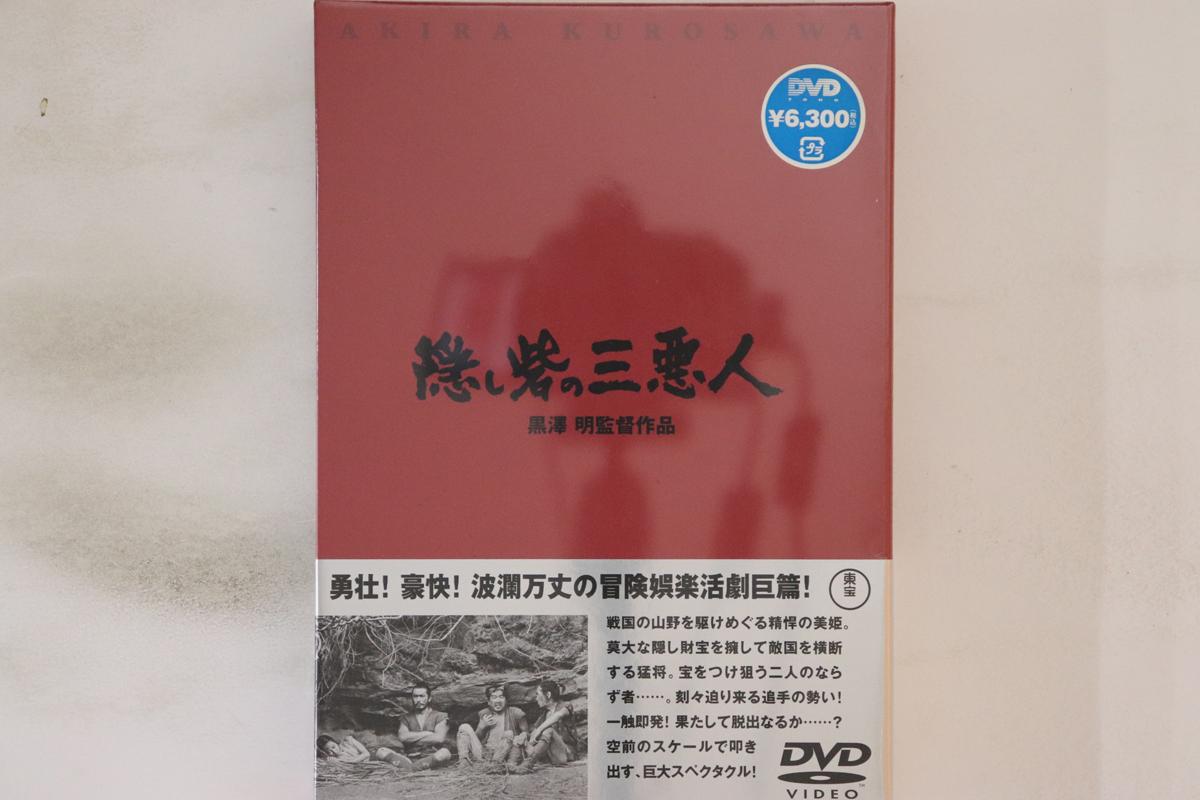 AKIRA KUROSAWA
DVD
TOHO
¥6,300(税込)
プラ
隠し砦の三悪人
黒澤 明監督作品
勇壮! 豪快! 波瀾万丈の冒険娯楽活劇巨篇!
東宝
戦国の山野を駆けめぐる精悍の美姫。
莫大な隠し財宝を擁して敵国を横断
する猛将。宝をつけ狙う二人のなら
ず者……。刻々迫り来る追手の勢い!
一触即発! 果たして脱出なるか……?
空前のスケールで叩き
出す、巨大スペクタクル!
DVD
VIDEO
TM